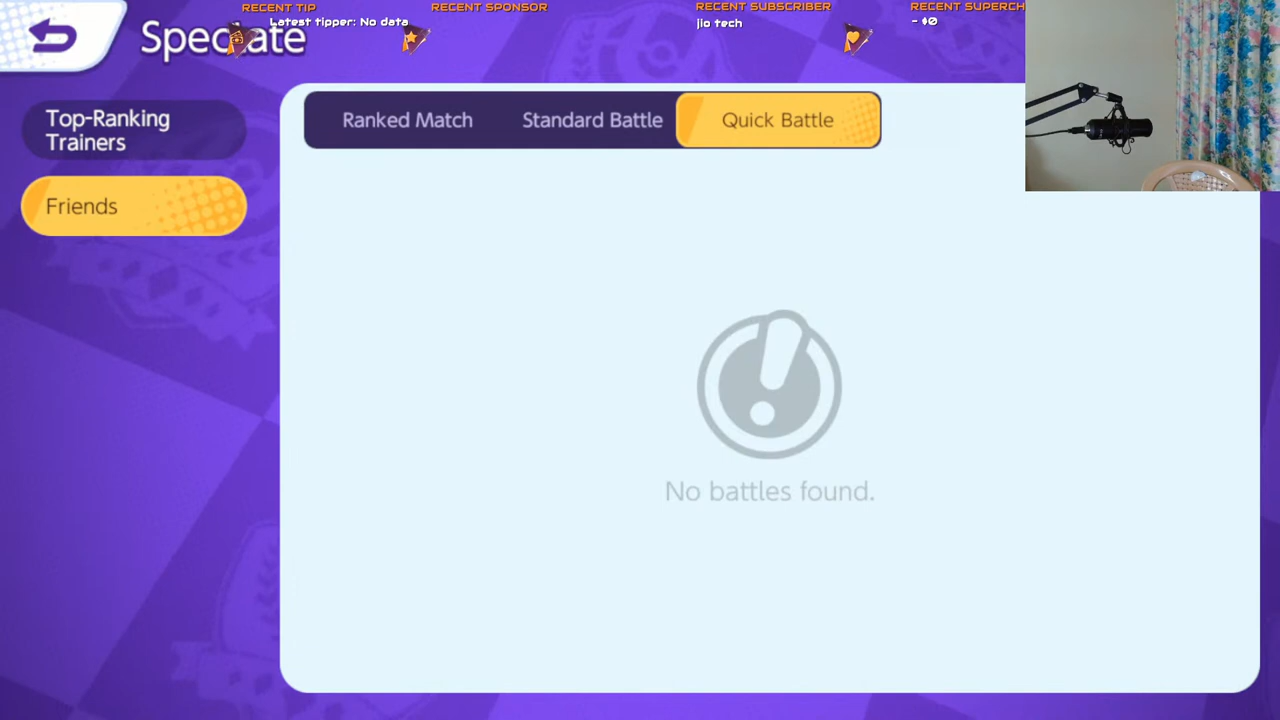 RECENT TIP
Latest tipper: No data
RECENT SPONSOR
RECENT SUBSCRIBER
jio tech
RECENT SUPERCH
- $0
Spectate
Top-Ranking
Trainers
Friends
Ranked Match
Standard Battle
Quick Battle
No battles found.